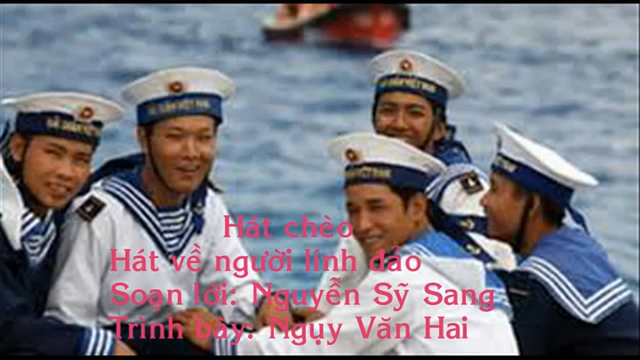 Hát chèo
Hát về người lính đảo
Soạn lời: Nguyễn Sỹ Sang
Trình bày: Ngụy Văn Hai